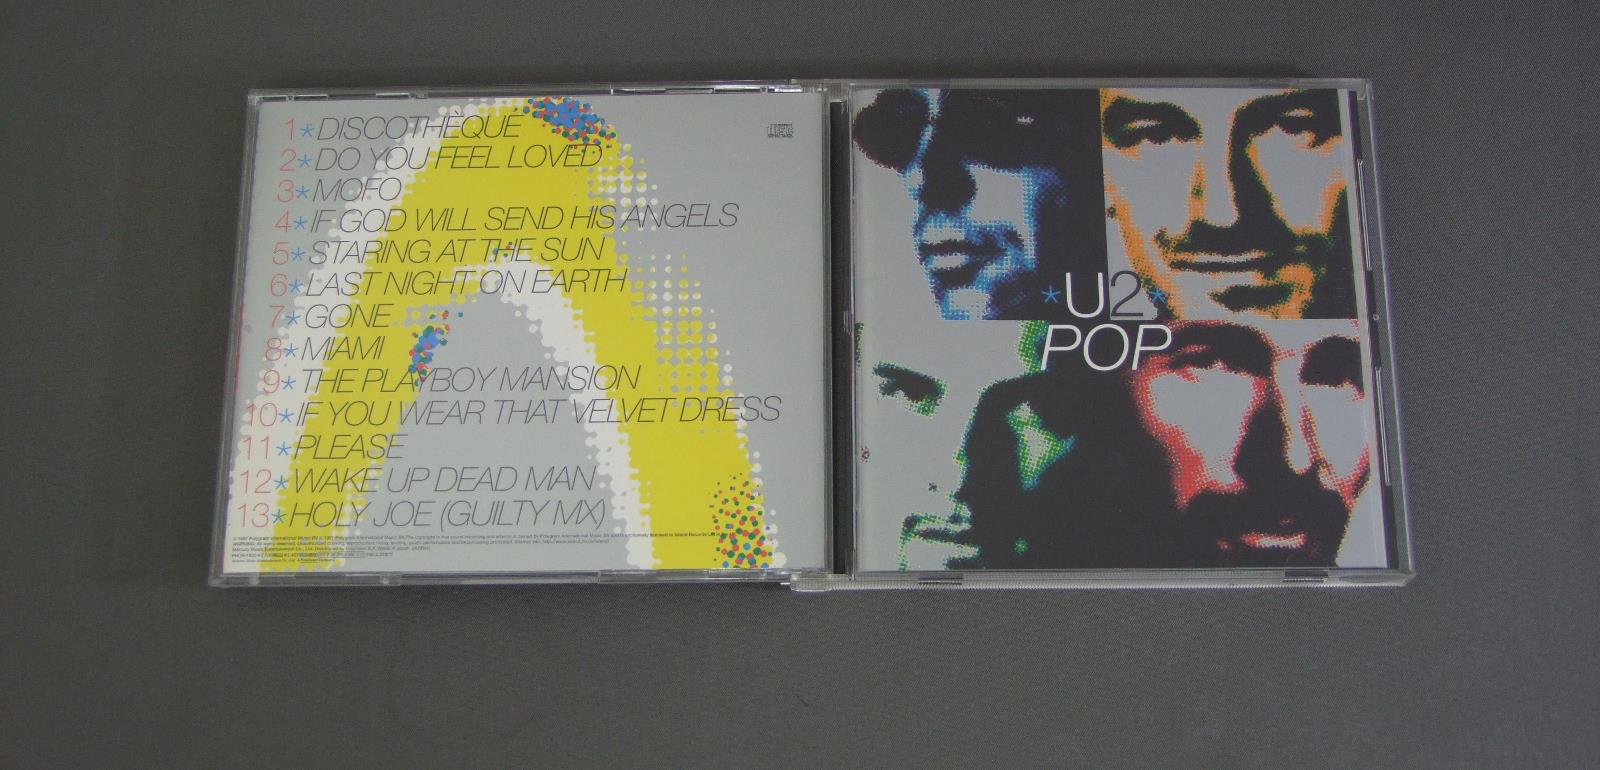 1*DISCOTHÈQUE
2*DO YOU FEEL LOVED
3*MOFO
4*IF GOD WILL SEND HIS ANGELS
5*STARING AT THE SUN
6*LAST NIGHT ON EARTH
7*GONE
8*MIAMI
9*THE PLAYBOY MANSION
10*IF YOU WEAR THAT VELVET DRESS
11*PLEASE
12*WAKE UP DEAD MAN
13*HOLY JOE (GUILTY MX)
*U2*
POP